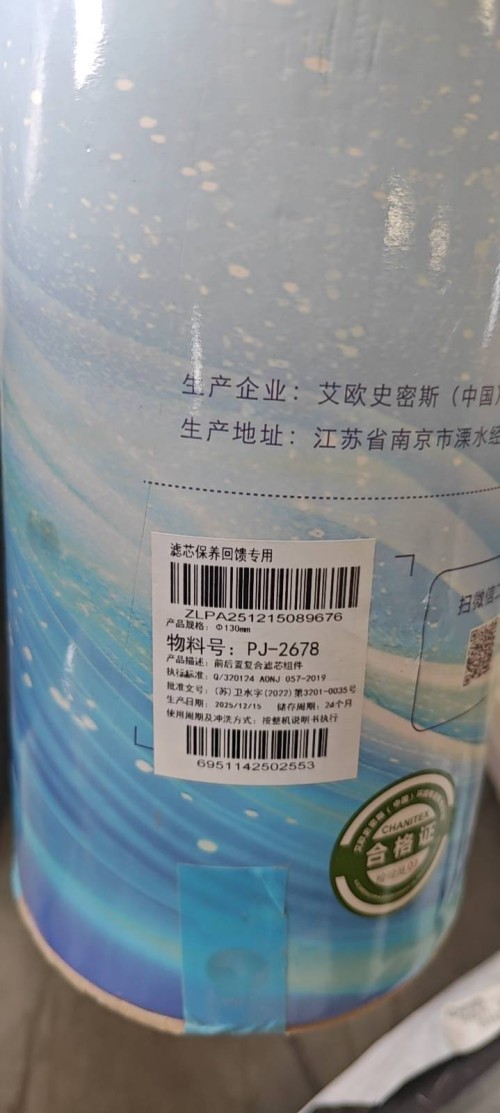 生产企业：艾欧史密斯（中国）
生产地址：江苏省南京市溧水经
滤芯保养回馈专用
ZLPA251215089676
产品规格：Φ130mm
物料号：PJ-2678
产品描述：前后置复合滤芯组件
执行标准：Q/320124 AONJ 057-2019
批准文号：(苏)卫水字(2022)第3201-0035号
生产日期：2025/12/15 储存周期：24个月
使用周期及冲洗方式：按整机说明书执行
6951142502553
扫微信二
CHANITEX
合格证